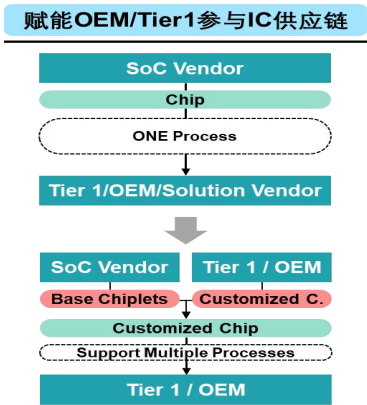 赋能OEM/Tier1参与IC供应链
SoC Vendor
Chip
ONE Process
Tier 1/OEM/Solution Vendor
SoC Vendor
Tier 1 / OEM
Base Chiplets
Customized C.
Customized Chip
Support Multiple Processes
Tier 1 / OEM